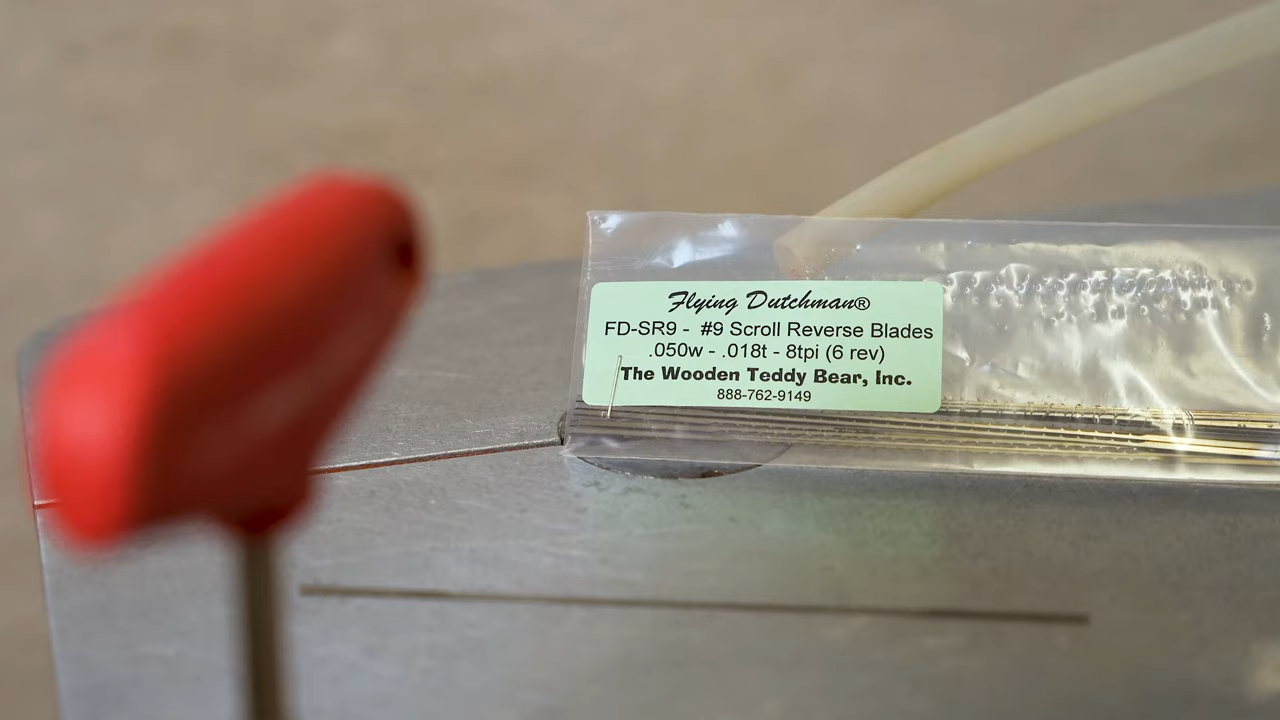 Flying Dutchman®
FD-SR9 - #9 Scroll Reverse Blades
.050w - .018t - 8tpi (6 rev)
The Wooden Teddy Bear, Inc.
888-762-9149